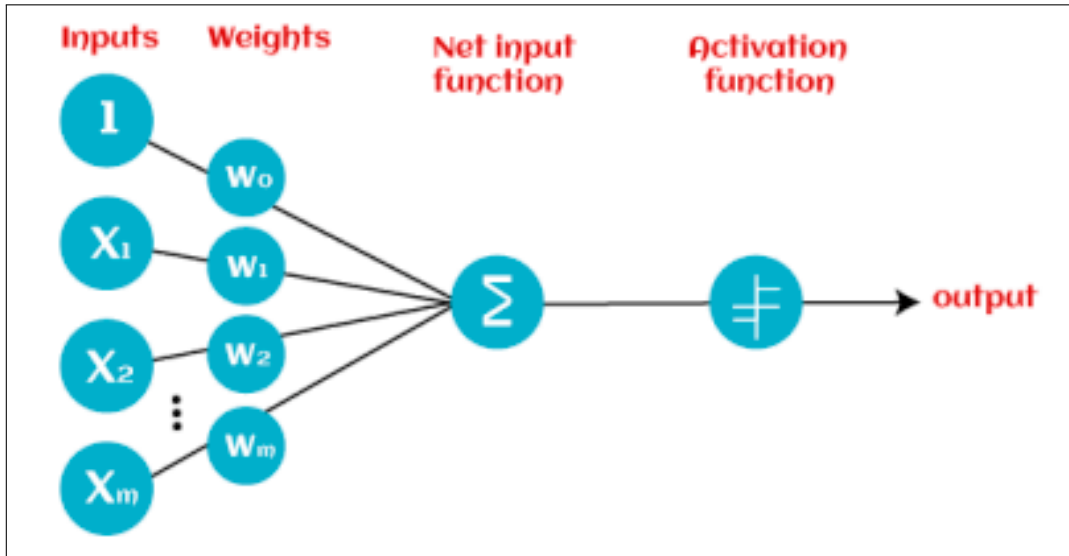 Inputs Weights Net input function Activation function
1
W0
X1
W1
Σ
output
X2
W2
Xm
Wm